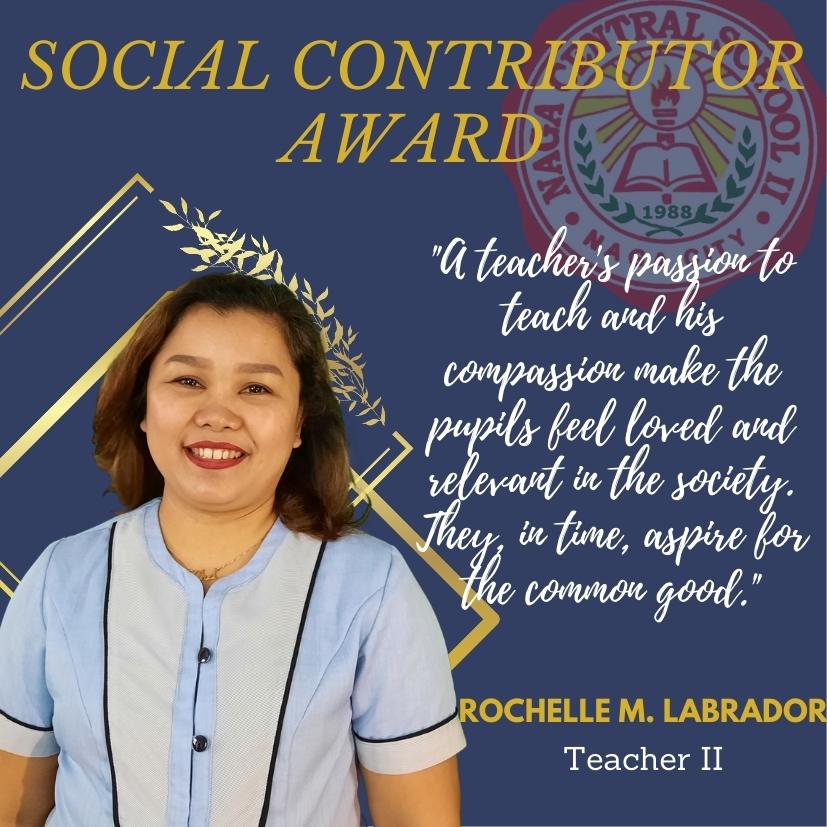 SOCIAL CONTRIBUTOR
AWARD
NAGA CENTRAL SCHOOL II
1988
NAGA CITY
"A teacher's passion to
teach and his
compassion make the
pupils feel loved and
relevant in the society.
They, in time, aspire for
the common good."
ROCHELLE M. LABRADOR
Teacher II